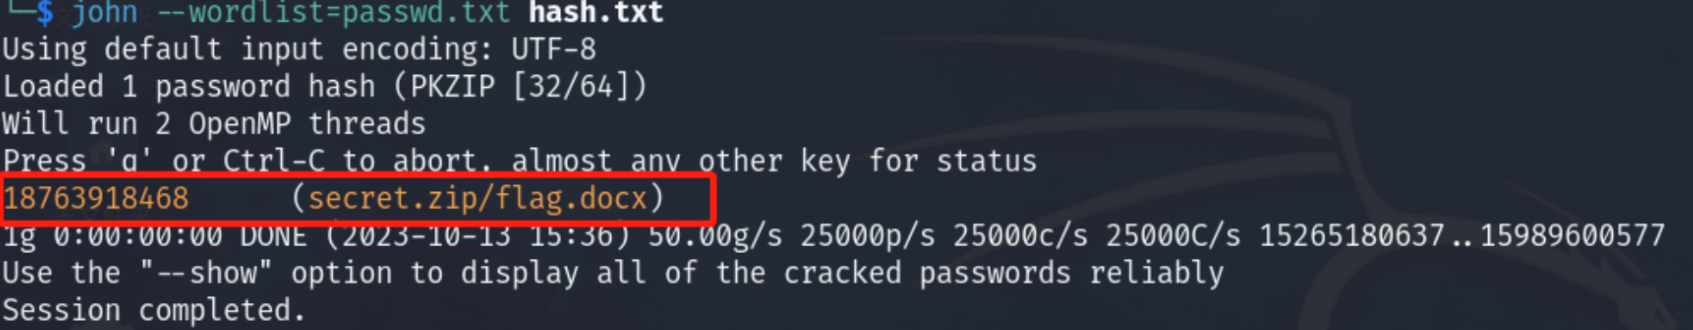 └─$ john --wordlist=passwd.txt hash.txt
Using default input encoding: UTF-8
Loaded 1 password hash (PKZIP [32/64])
Will run 2 OpenMP threads
Press 'q' or Ctrl-C to abort, almost any other key for status
18763918468      (secret.zip/flag.docx)
1g 0:00:00:00 DONE (2023-10-13 15:36) 50.00g/s 25000p/s 25000c/s 25000C/s 15265180637..15989600577
Use the "--show" option to display all of the cracked passwords reliably
Session completed.